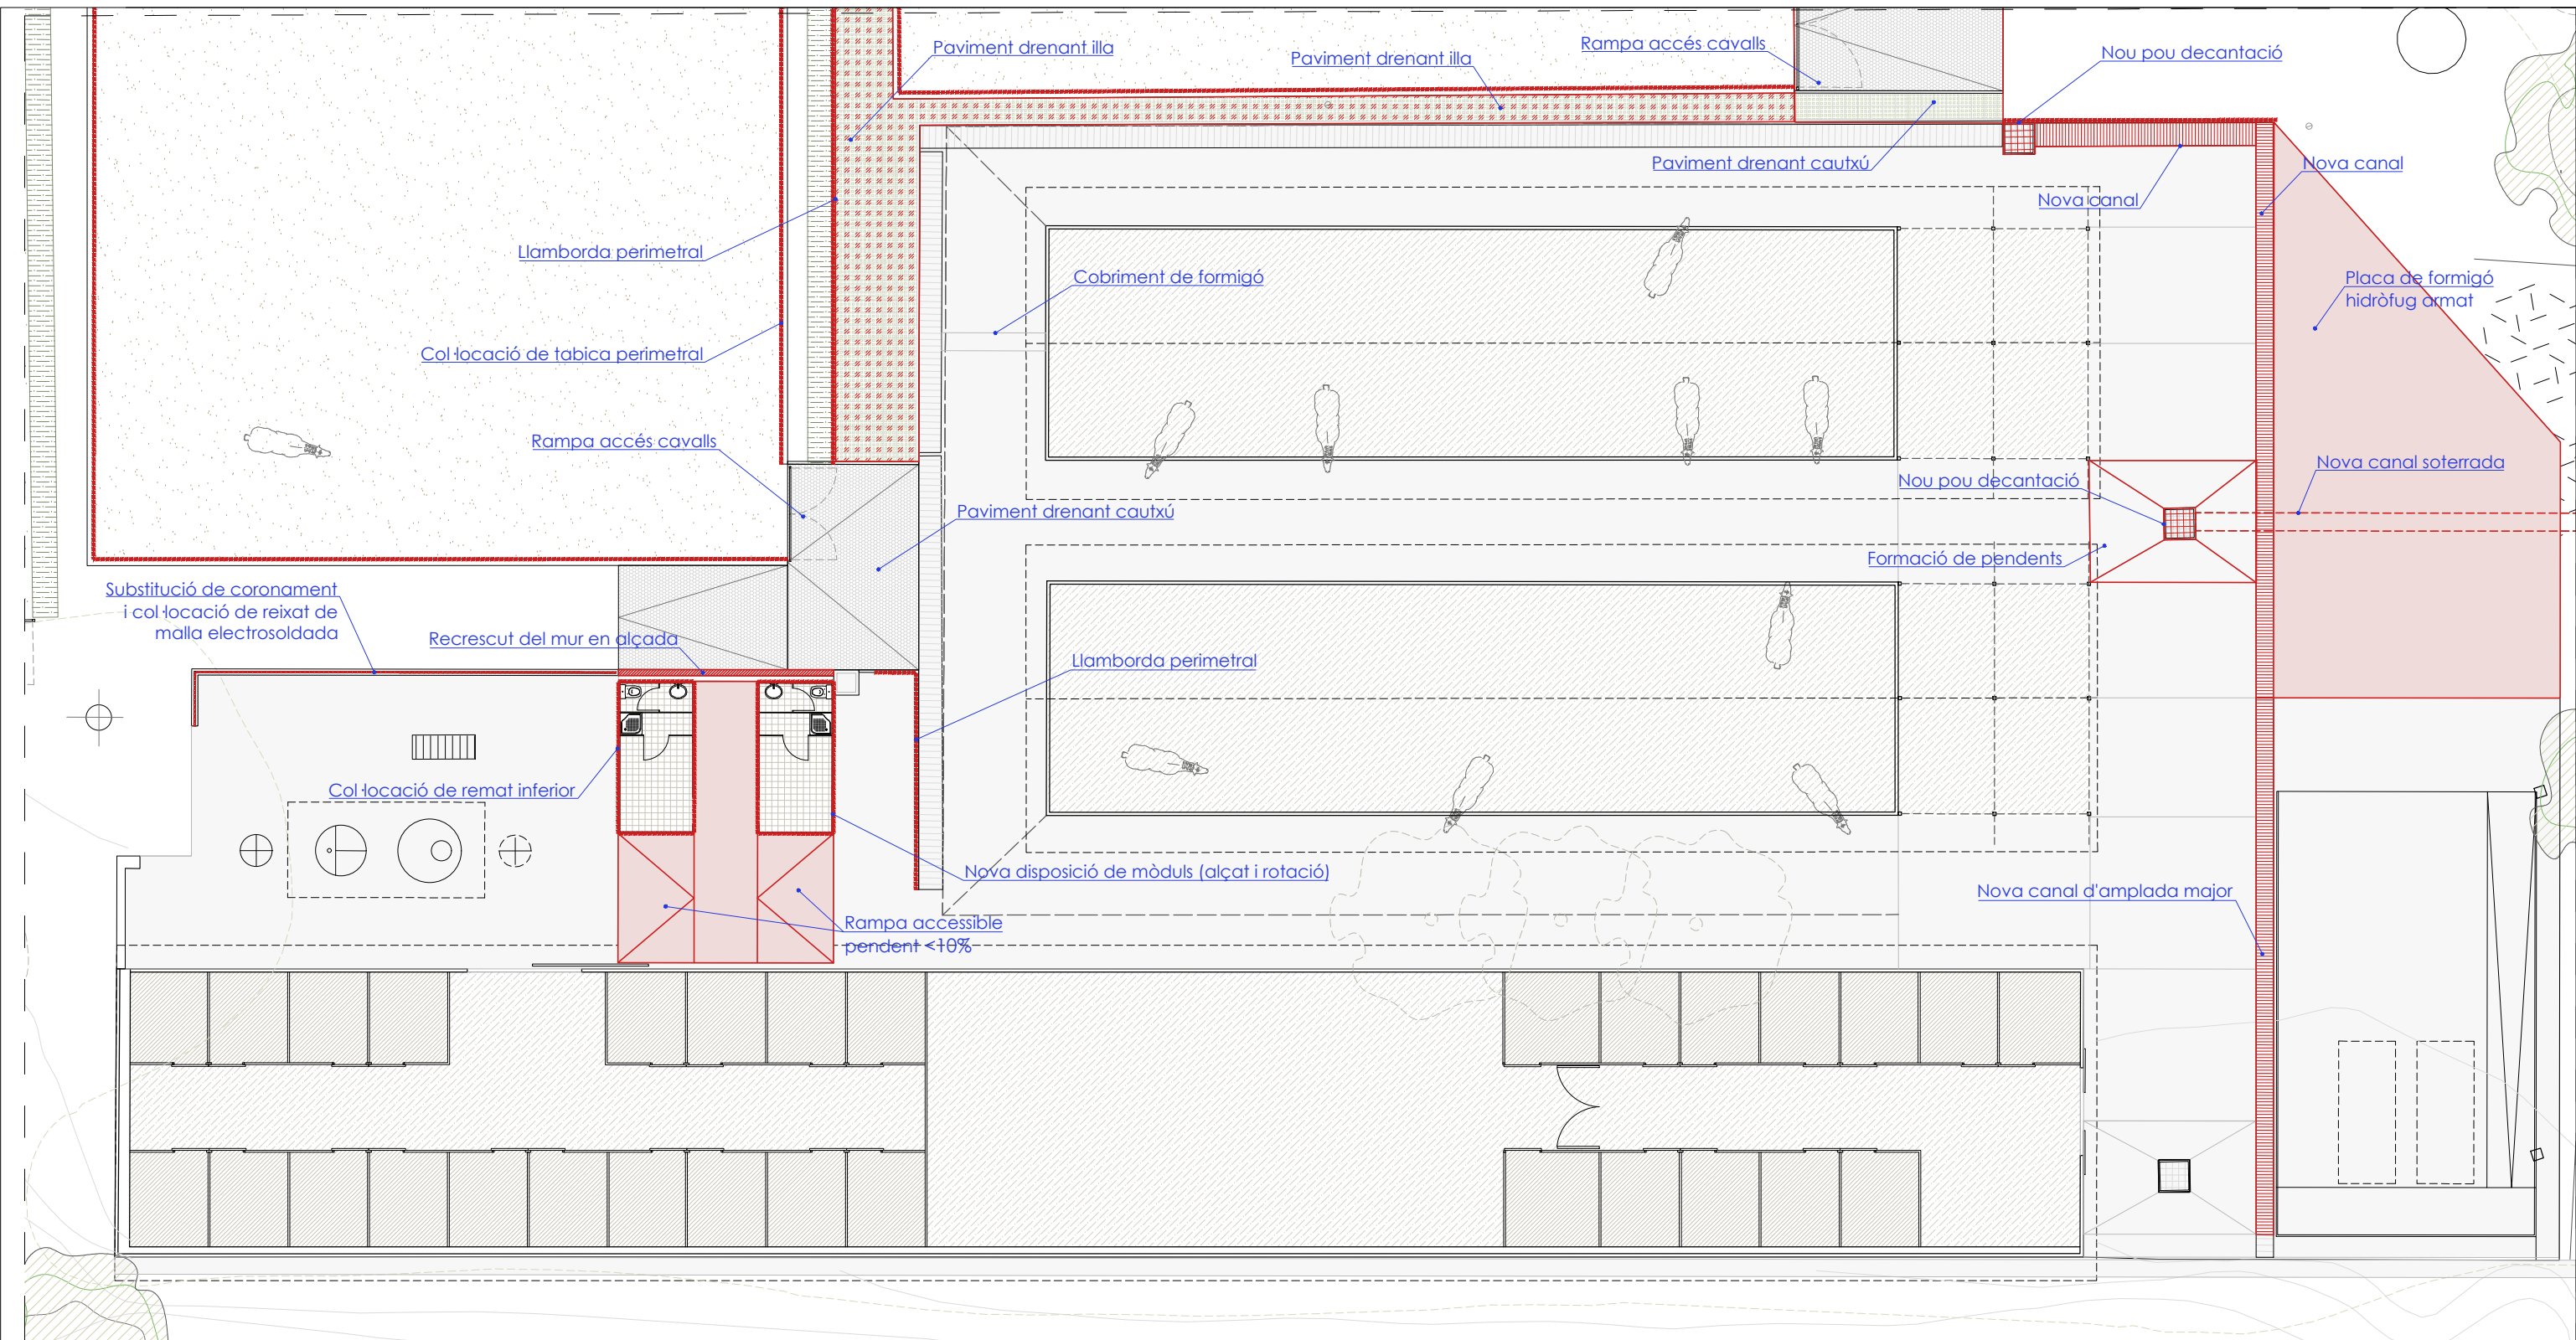 Paviment drenant illa
Paviment drenant illa
Rampa accés cavalls
Nou pou decantació
Paviment drenant cautxú
Nova canal
Nova canal
Llamborda perimetral
Cobriment de formigó
Placa de formigó
hidròfug armat
Col·locació de tabica perimetral
Rampa accés cavalls
Nova canal soterrada
Nou pou decantació
Paviment drenant cautxú
Formació de pendents
Substitució de coronament
i col·locació de reixat de
malla electrosoldada
Recrescut del mur en alçada
Llamborda perimetral
Col·locació de remat inferior
Nova disposició de mòduls (alçat i rotació)
Nova canal d'amplada major
Rampa accessible
pendent <10%